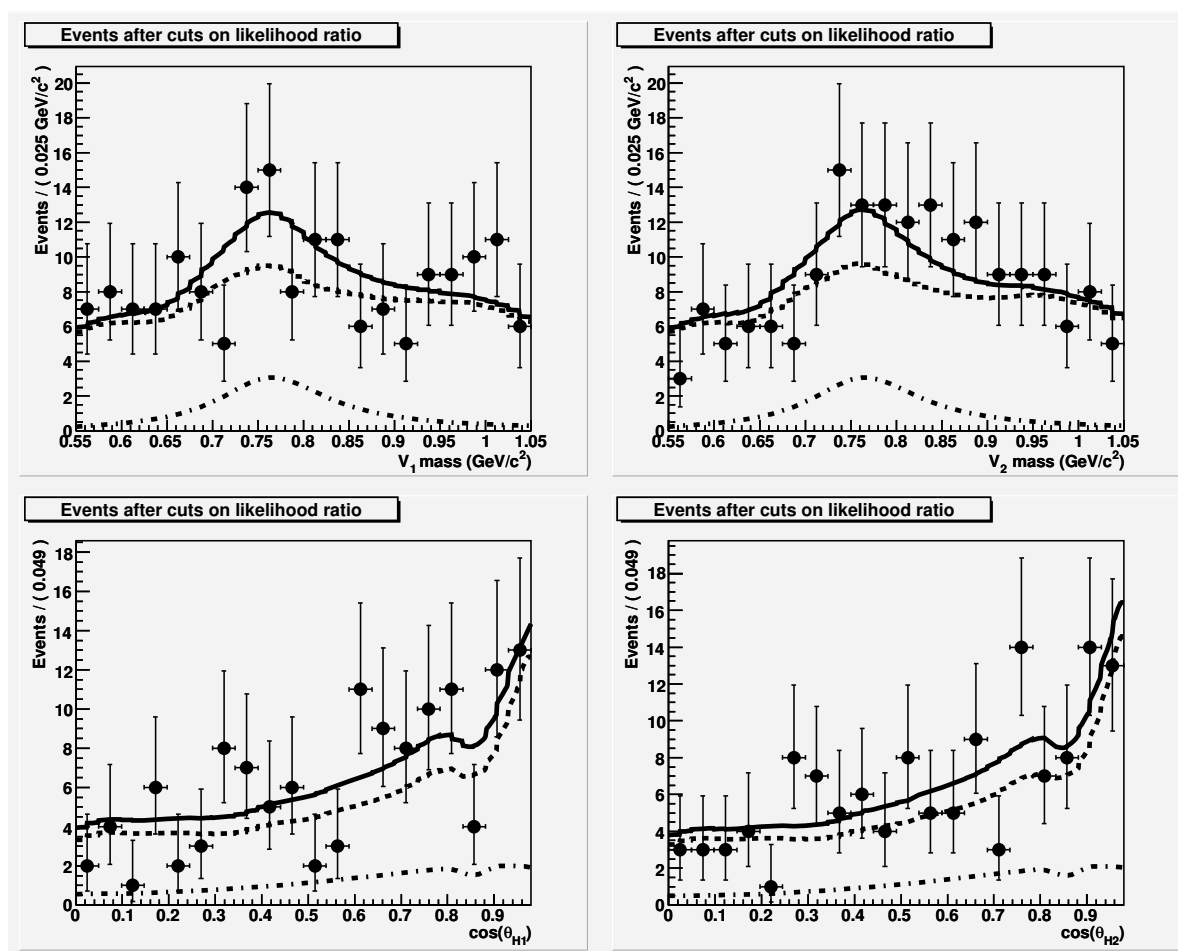 Events after cuts on likelihood ratio
Events / ( 0.025 GeV/c² )
20
18
16
14
12
10
8
6
4
2
0
0.55 0.6 0.65 0.7 0.75 0.8 0.85 0.9 0.95 1 1.05
V₁ mass (GeV/c²)
Events after cuts on likelihood ratio
Events / ( 0.025 GeV/c² )
20
18
16
14
12
10
8
6
4
2
0
0.55 0.6 0.65 0.7 0.75 0.8 0.85 0.9 0.95 1 1.05
V₂ mass (GeV/c²)
Events after cuts on likelihood ratio
Events / ( 0.049 )
18
16
14
12
10
8
6
4
2
0
0 0.1 0.2 0.3 0.4 0.5 0.6 0.7 0.8 0.9
cos(θ_H1)
Events after cuts on likelihood ratio
Events / ( 0.049 )
18
16
14
12
10
8
6
4
2
0
0 0.1 0.2 0.3 0.4 0.5 0.6 0.7 0.8 0.9
cos(θ_H2)